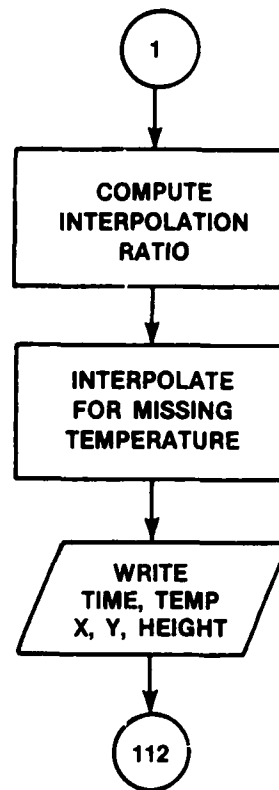 1
COMPUTE
INTERPOLATION
RATIO
INTERPOLATE
FOR MISSING
TEMPERATURE
WRITE
TIME, TEMP
X, Y, HEIGHT
112